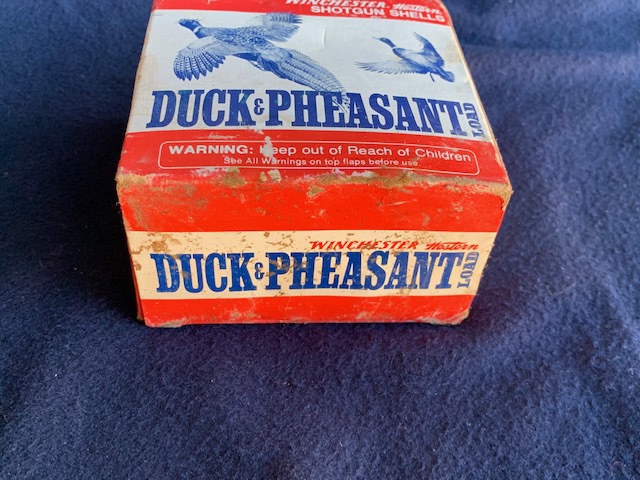 WINCHESTER Western
SHOTGUN SHELLS
DUCK & PHEASANT LOAD
WARNING: Keep out of Reach of Children
See All Warnings on top flaps before use
WINCHESTER Western
DUCK & PHEASANT LOAD